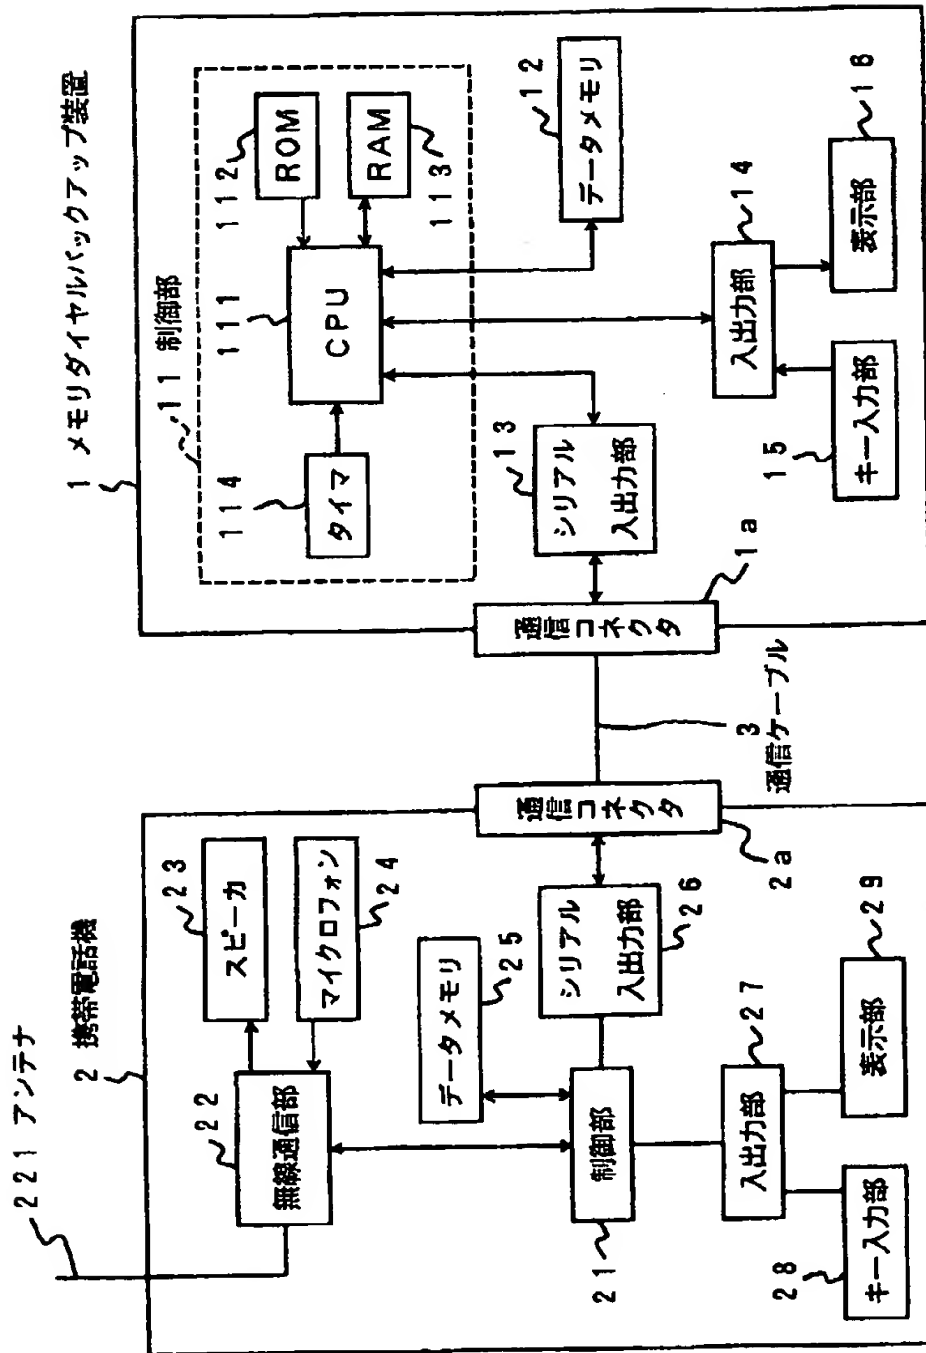 221 アンテナ
2 携帯電話機
22
無線通信部
23
スピーカ
マイクロフォン
24
データメモリ
25
21
制御部
シリアル
入出力部
26
27
入出力部
28
キー入力部
表示部
29
通信コネクタ
2a
3
通信ケーブル
通信コネクタ
1a
1 メモリダイヤルバックアップ装置
11 制御部
114
タイマ
111
CPU
112
ROM
RAM
113
12
データメモリ
13
シリアル
入出力部
14
入出力部
15
キー入力部
表示部
16